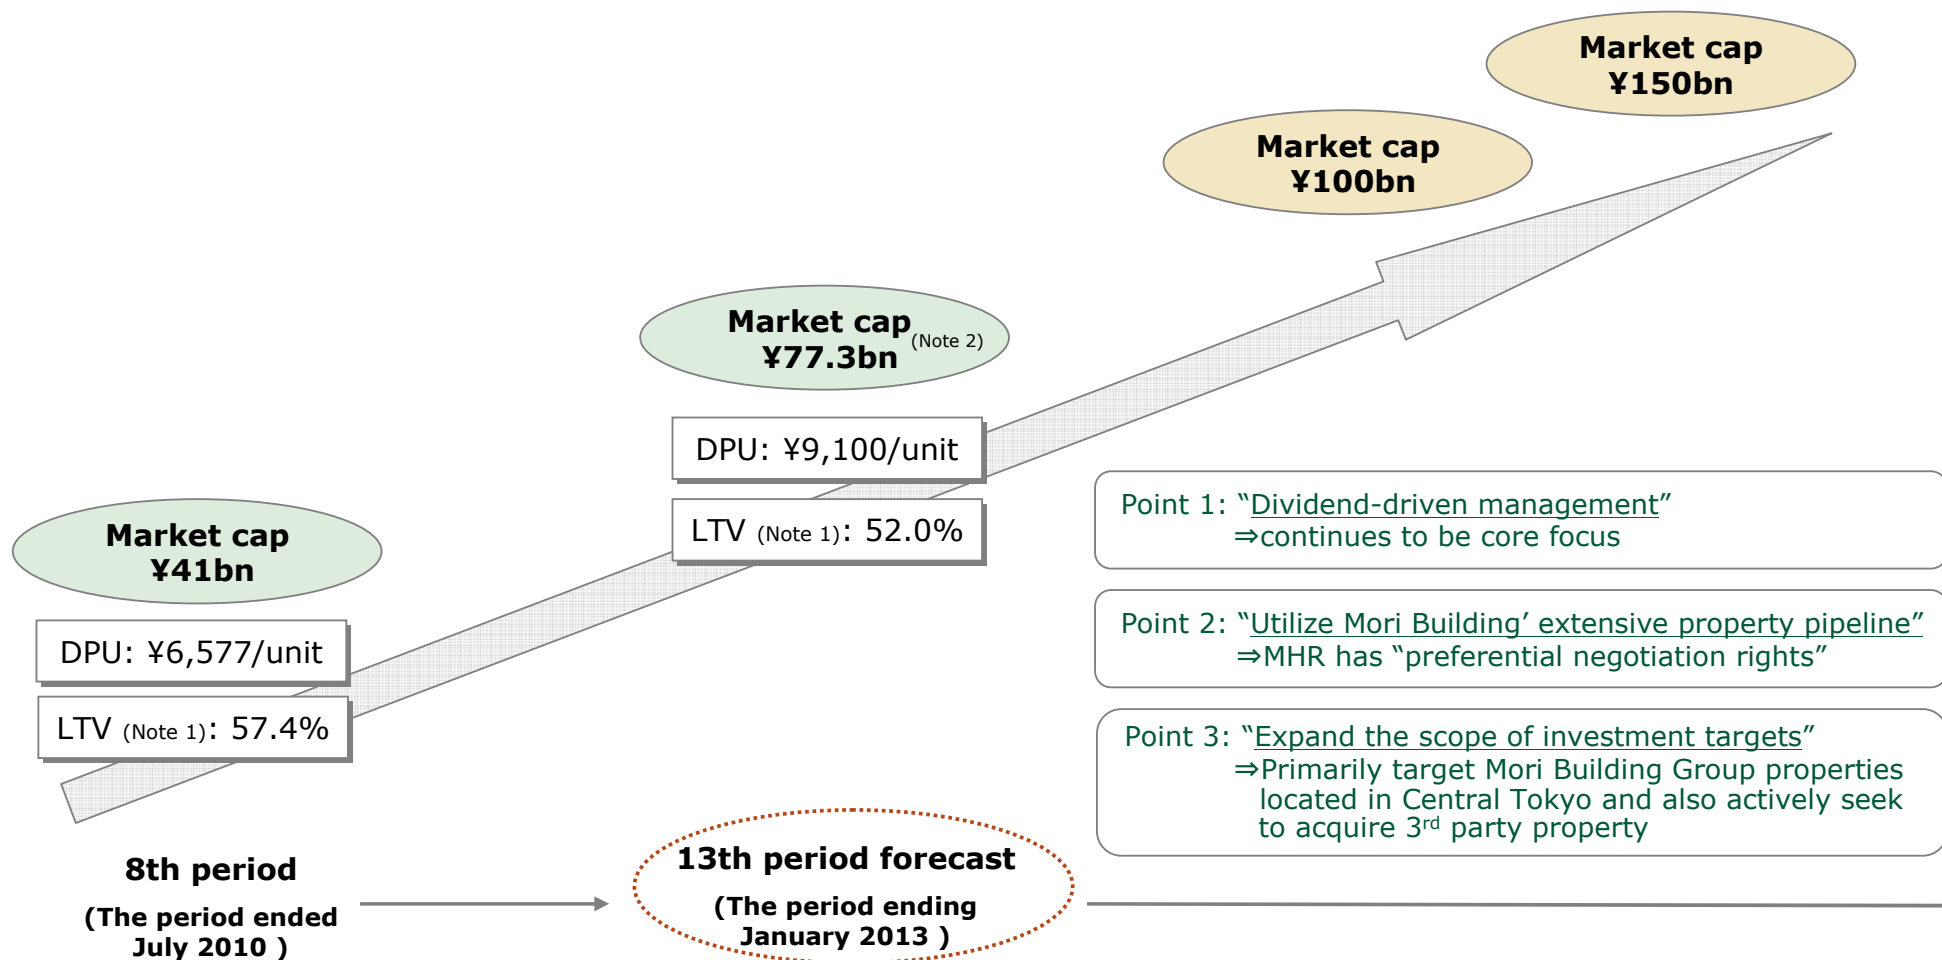 Market cap
¥150bn
Market cap
¥100bn
Market cap
¥77.3bn (Note 2)
DPU: ¥9,100/unit
LTV (Note 1): 52.0%
Market cap
¥41bn
DPU: ¥6,577/unit
LTV (Note 1): 57.4%
Point 1: “Dividend-driven management”
⇒continues to be core focus
Point 2: “Utilize Mori Building’ extensive property pipeline”
⇒MHR has “preferential negotiation rights”
Point 3: “Expand the scope of investment targets”
⇒Primarily target Mori Building Group properties
located in Central Tokyo and also actively seek
to acquire 3rd party property
8th period
(The period ended
July 2010 )
13th period forecast
(The period ending
January 2013 )